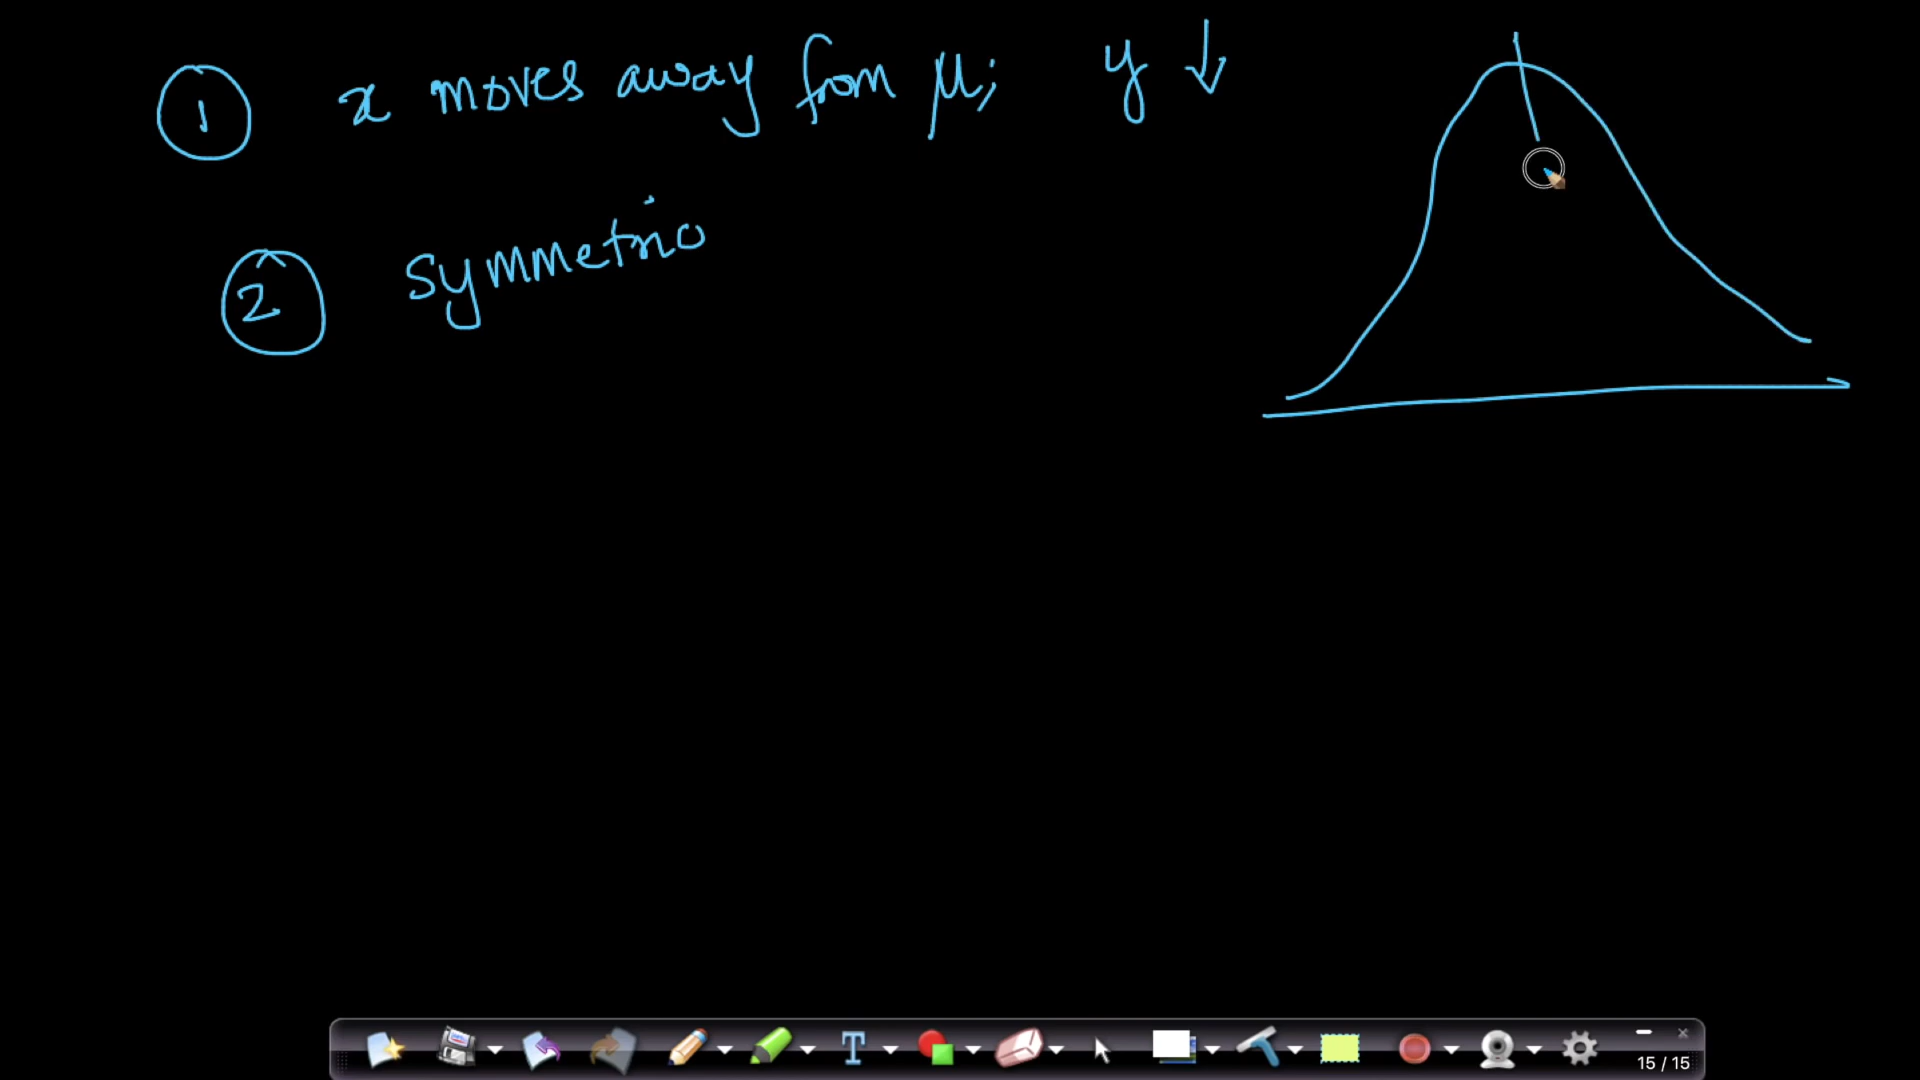 1 x moves away from μ; y ↓
2 symmetric
T
15 / 15